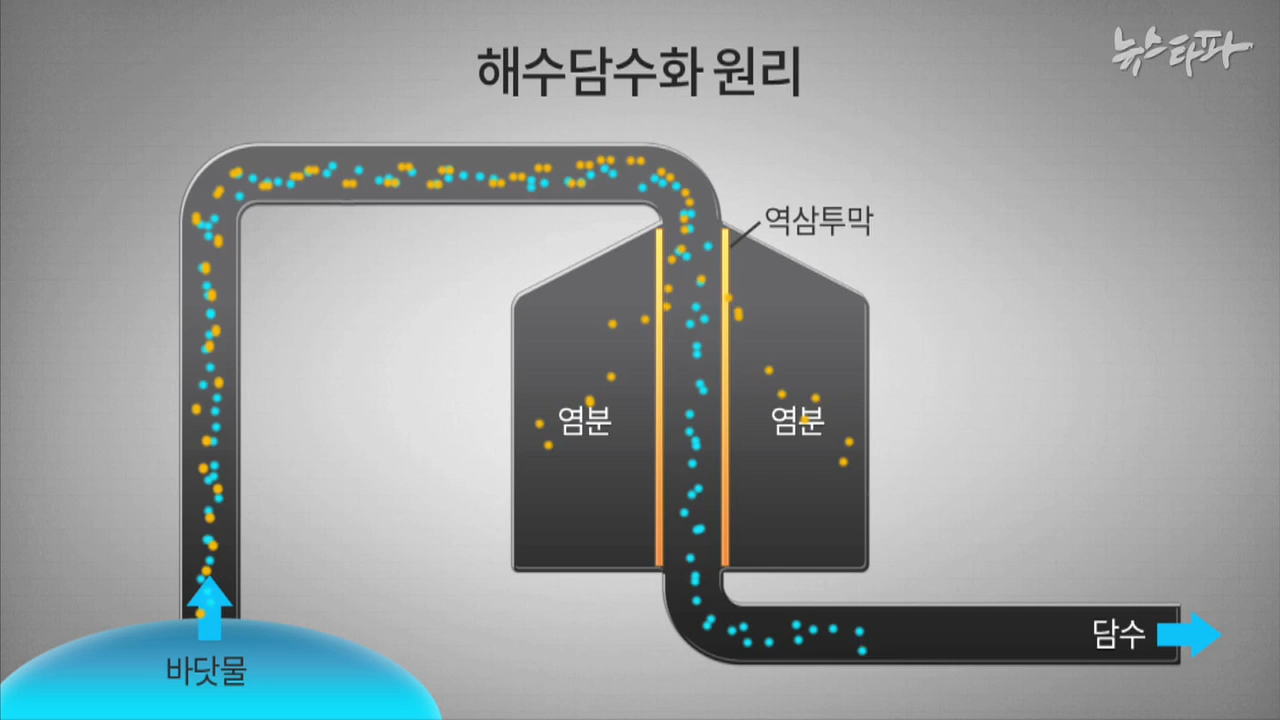 해수담수화 원리
뉴스타파
역삼투막
염분 염분
담수
바닷물